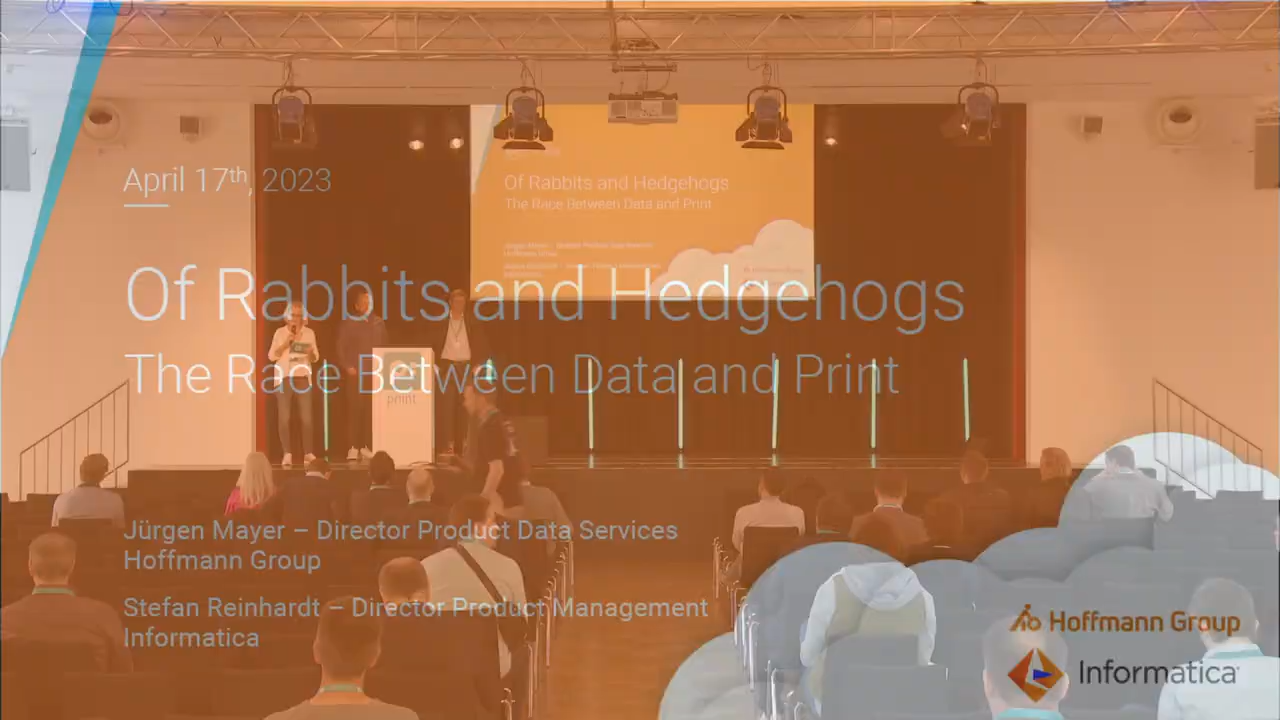 April 17th, 2023
Of Rabbits and Hedgehogs
The Race Between Data and Print
Of Rabbits and Hedgehogs
The Race Between Data and Print
print
Jürgen Mayer – Director Product Data Services
Hoffmann Group
Stefan Reinhardt – Director Product Management
Informatica
Hoffmann Group
Informatica